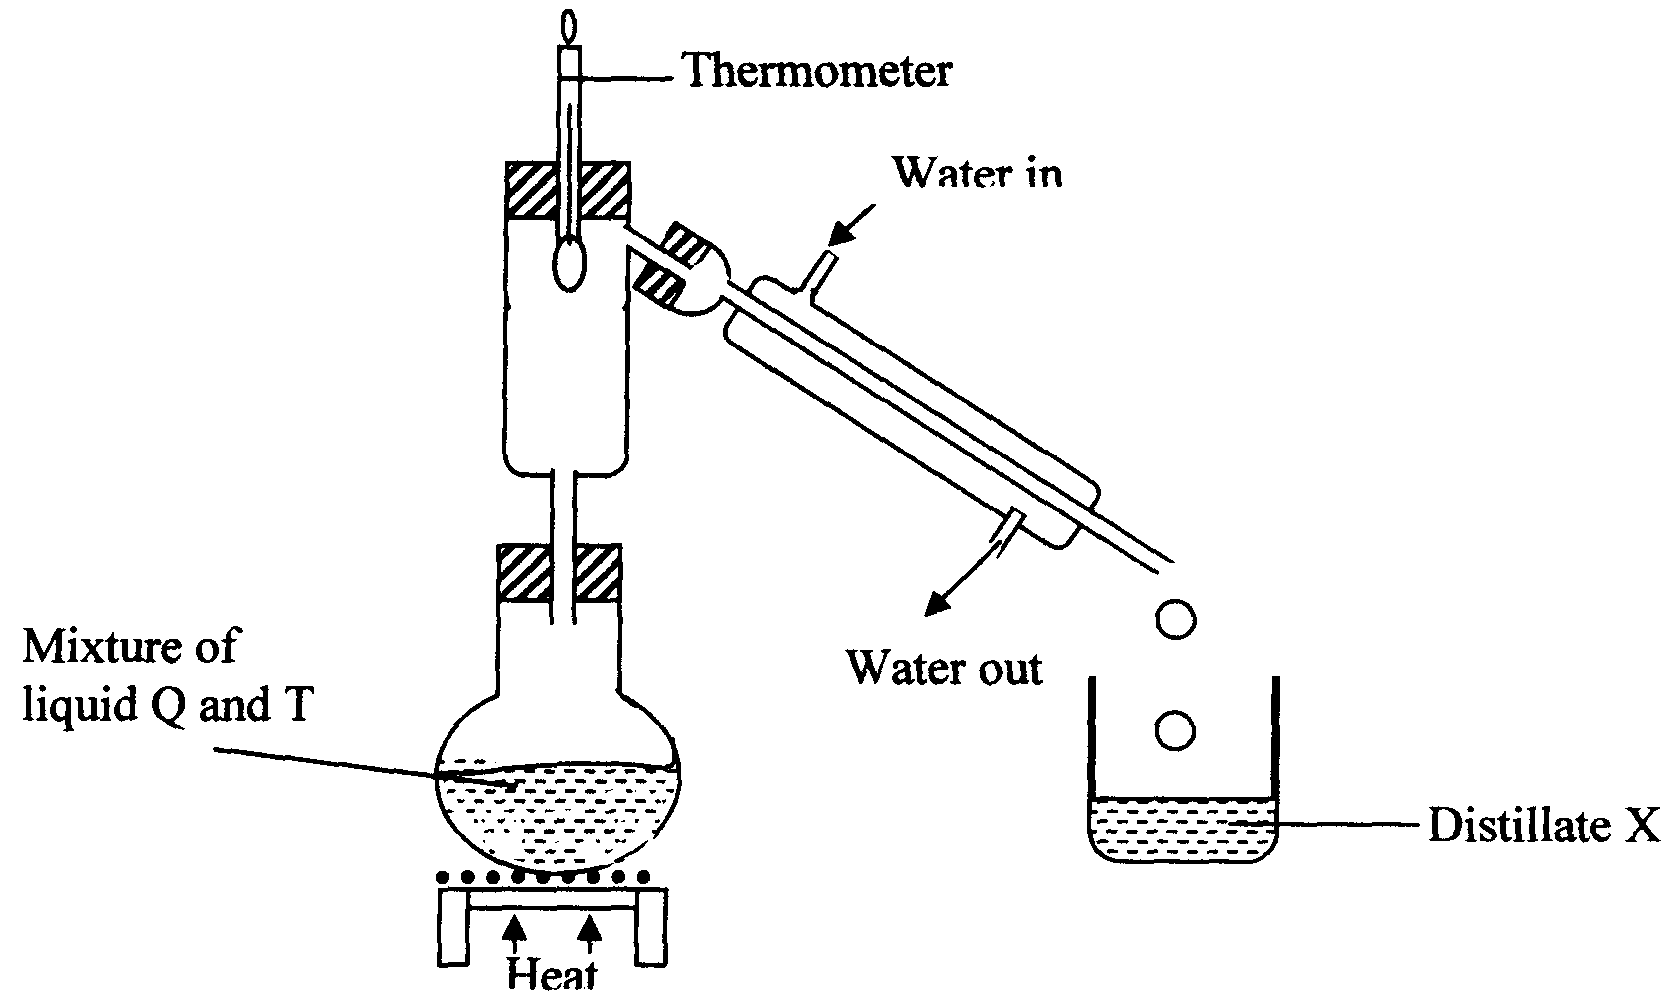 Thermometer
Water in
Mixture of
liquid Q and T
Water out
Distillate X
Heat